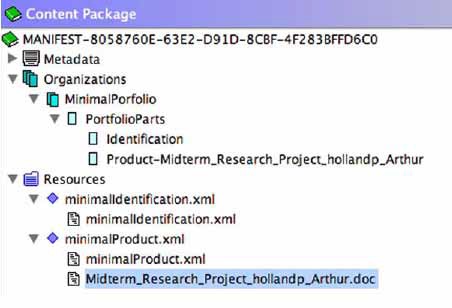 Content Package
MANIFEST-8058760E-63E2-D91D-8CBF-4F283BFFD6C0
Metadata
Organizations
MinimalPorfolio
PortfolioParts
Identification
Product-Midterm_Research_Project_hollandp_Arthur
Resources
minimalIdentification.xml
minimalIdentification.xml
minimalProduct.xml
minimalProduct.xml
Midterm_Research_Project_hollandp_Arthur.doc